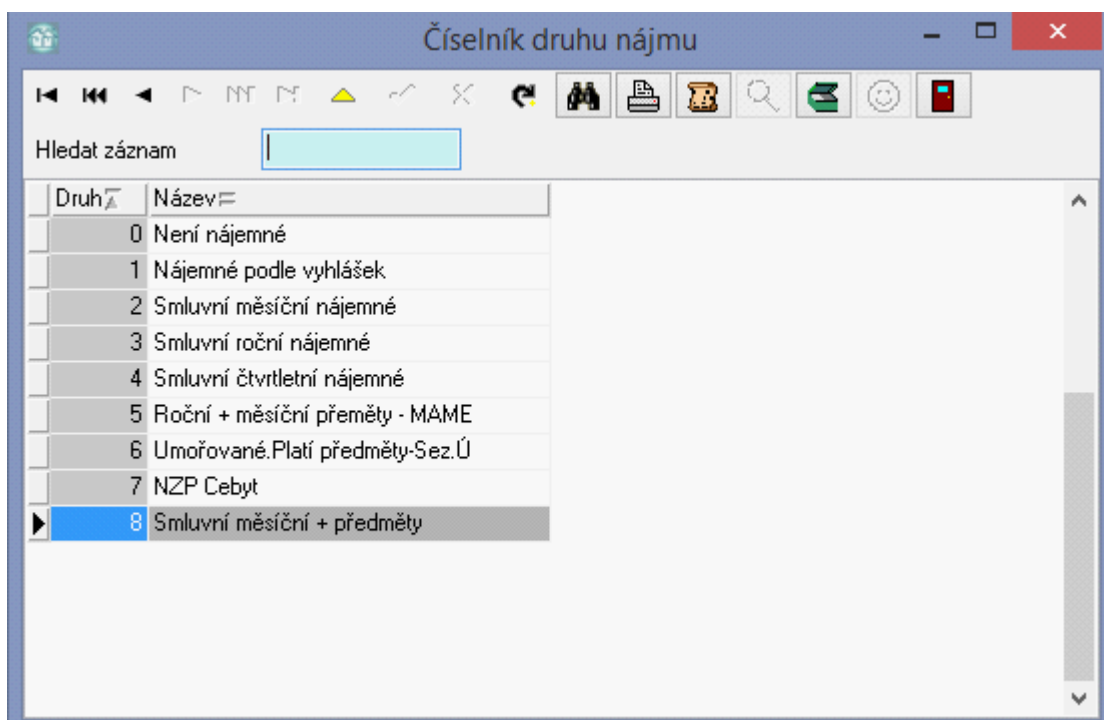 Číselník druhu nájmu
Hledat záznam
Druh Název
0 Není nájemné
1 Nájemné podle vyhlášek
2 Smluvní měsíční nájemné
3 Smluvní roční nájemné
4 Smluvní čtvrtletní nájemné
5 Roční + měsíční přeměty - MAME
6 Umořované.Platí předměty-Sez.Ú
7 NZP Cebyt
8 Smluvní měsíční + předměty